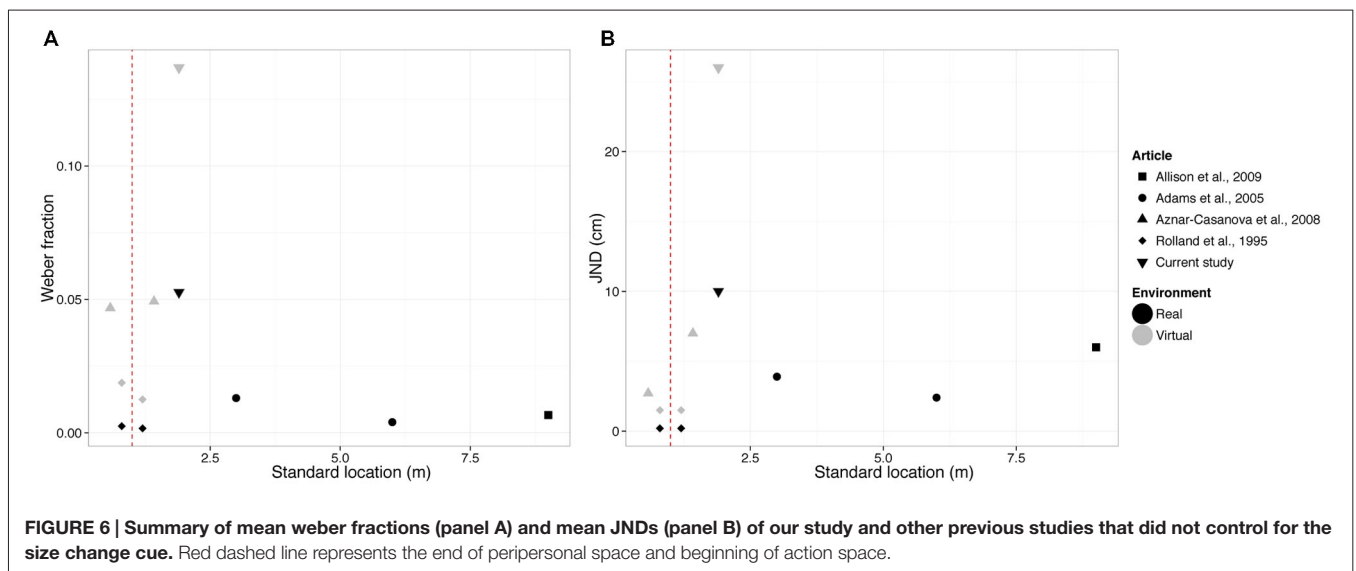 A
B
0.10
0.05
0.00
Weber fraction
2.5
5.0
7.5
Standard location (m)
20
10
0
JND (cm)
2.5
5.0
7.5
Standard location (m)
Article
Allison et al., 2009
Adams et al., 2005
Aznar-Casanova et al., 2008
Rolland et al., 1995
Current study
Environment
Real
Virtual
FIGURE 6 | Summary of mean weber fractions (panel A) and mean JNDs (panel B) of our study and other previous studies that did not control for the
size change cue. Red dashed line represents the end of peripersonal space and beginning of action space.